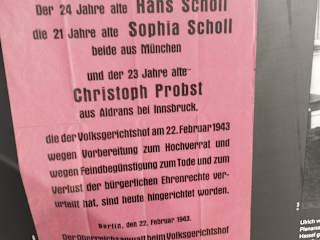 Der 24 Jahre alte Hans Scholl
die 21 Jahre alte Sophia Scholl
beide aus München
und der 23 Jahre alte
Christoph Probst
aus Aldrans bei Innsbruck,
die der Volksgerichtshof am 22. Februar 1943
wegen Vorbereitung zum Hochverrat und
wegen Feindbegünstigung zum Tode und zum
Verlust der bürgerlichen Ehrenrechte ver-
urteilt hat, sind heute hingerichtet worden.
Berlin, den 22. Februar 1943.
Der Oberreichsanwalt beim Volksgerichtshof
Ulrich v